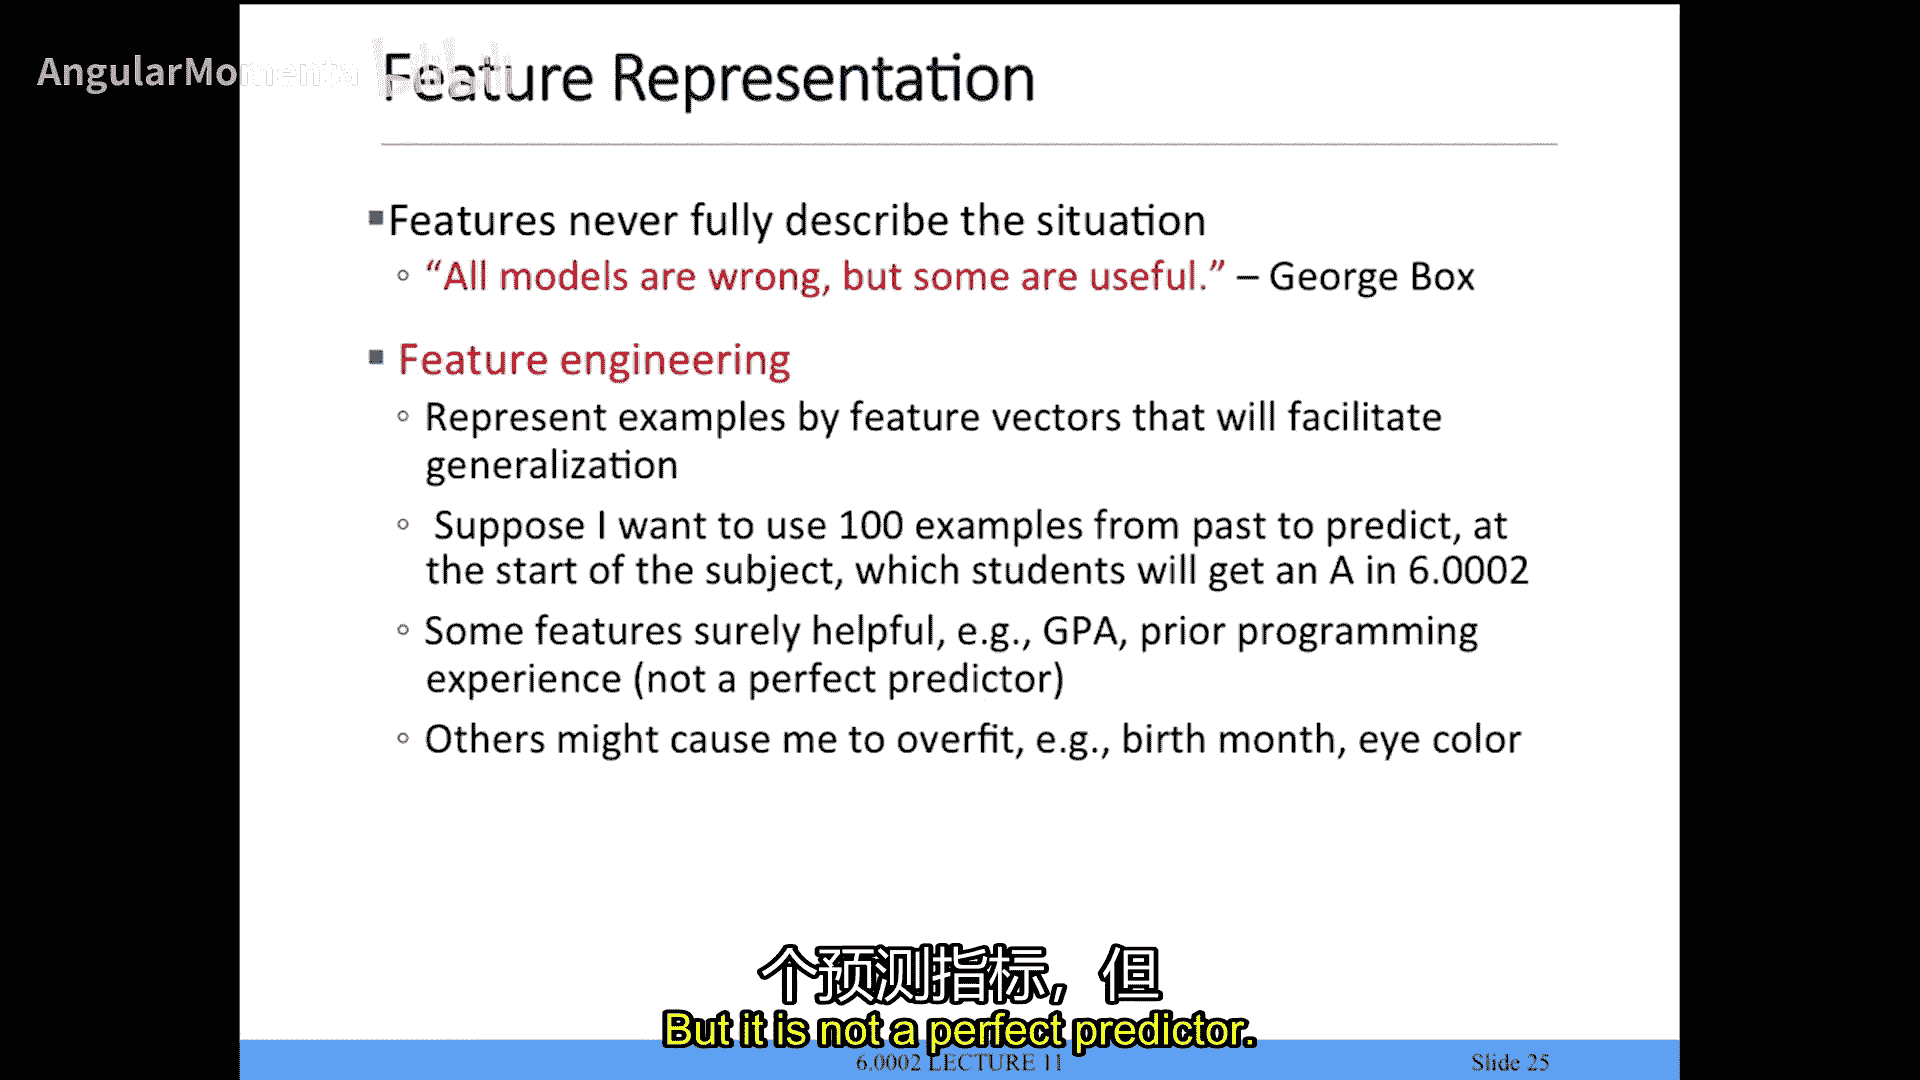 AngularMomenta
Feature Representation
Features never fully describe the situation
“All models are wrong, but some are useful.” – George Box
Feature engineering
Represent examples by feature vectors that will facilitate
generalization
Suppose I want to use 100 examples from past to predict, at
the start of the subject, which students will get an A in 6.0002
Some features surely helpful, e.g., GPA, prior programming
experience (not a perfect predictor)
Others might cause me to overfit, e.g., birth month, eye color
个预测指标，但
But it is not a perfect predictor.
6.0002 LECTURE 11
Slide 25